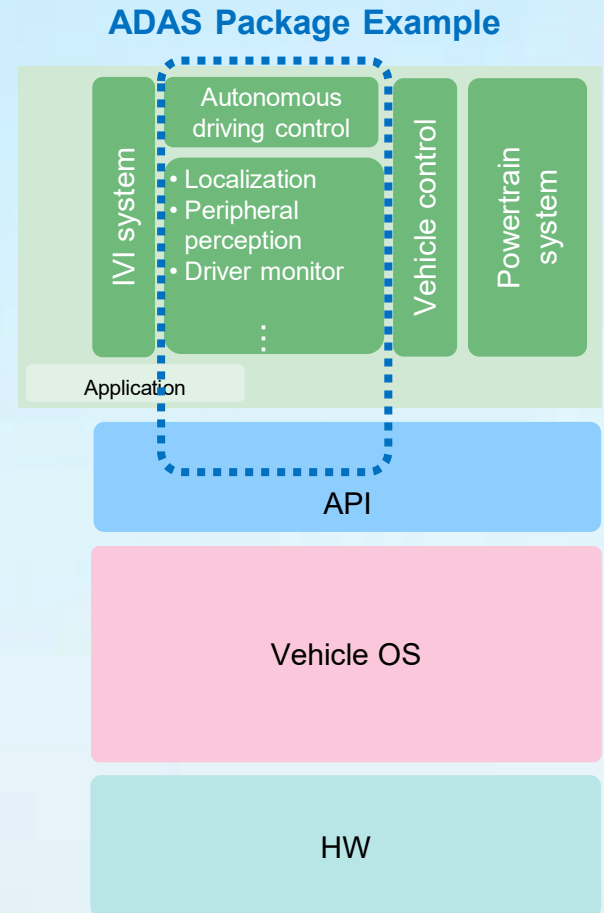 ADAS Package Example
IVI system
Autonomous
driving control
• Localization
• Peripheral
perception
• Driver monitor
⋮
Vehicle control
Powertrain
system
Application
API
Vehicle OS
HW